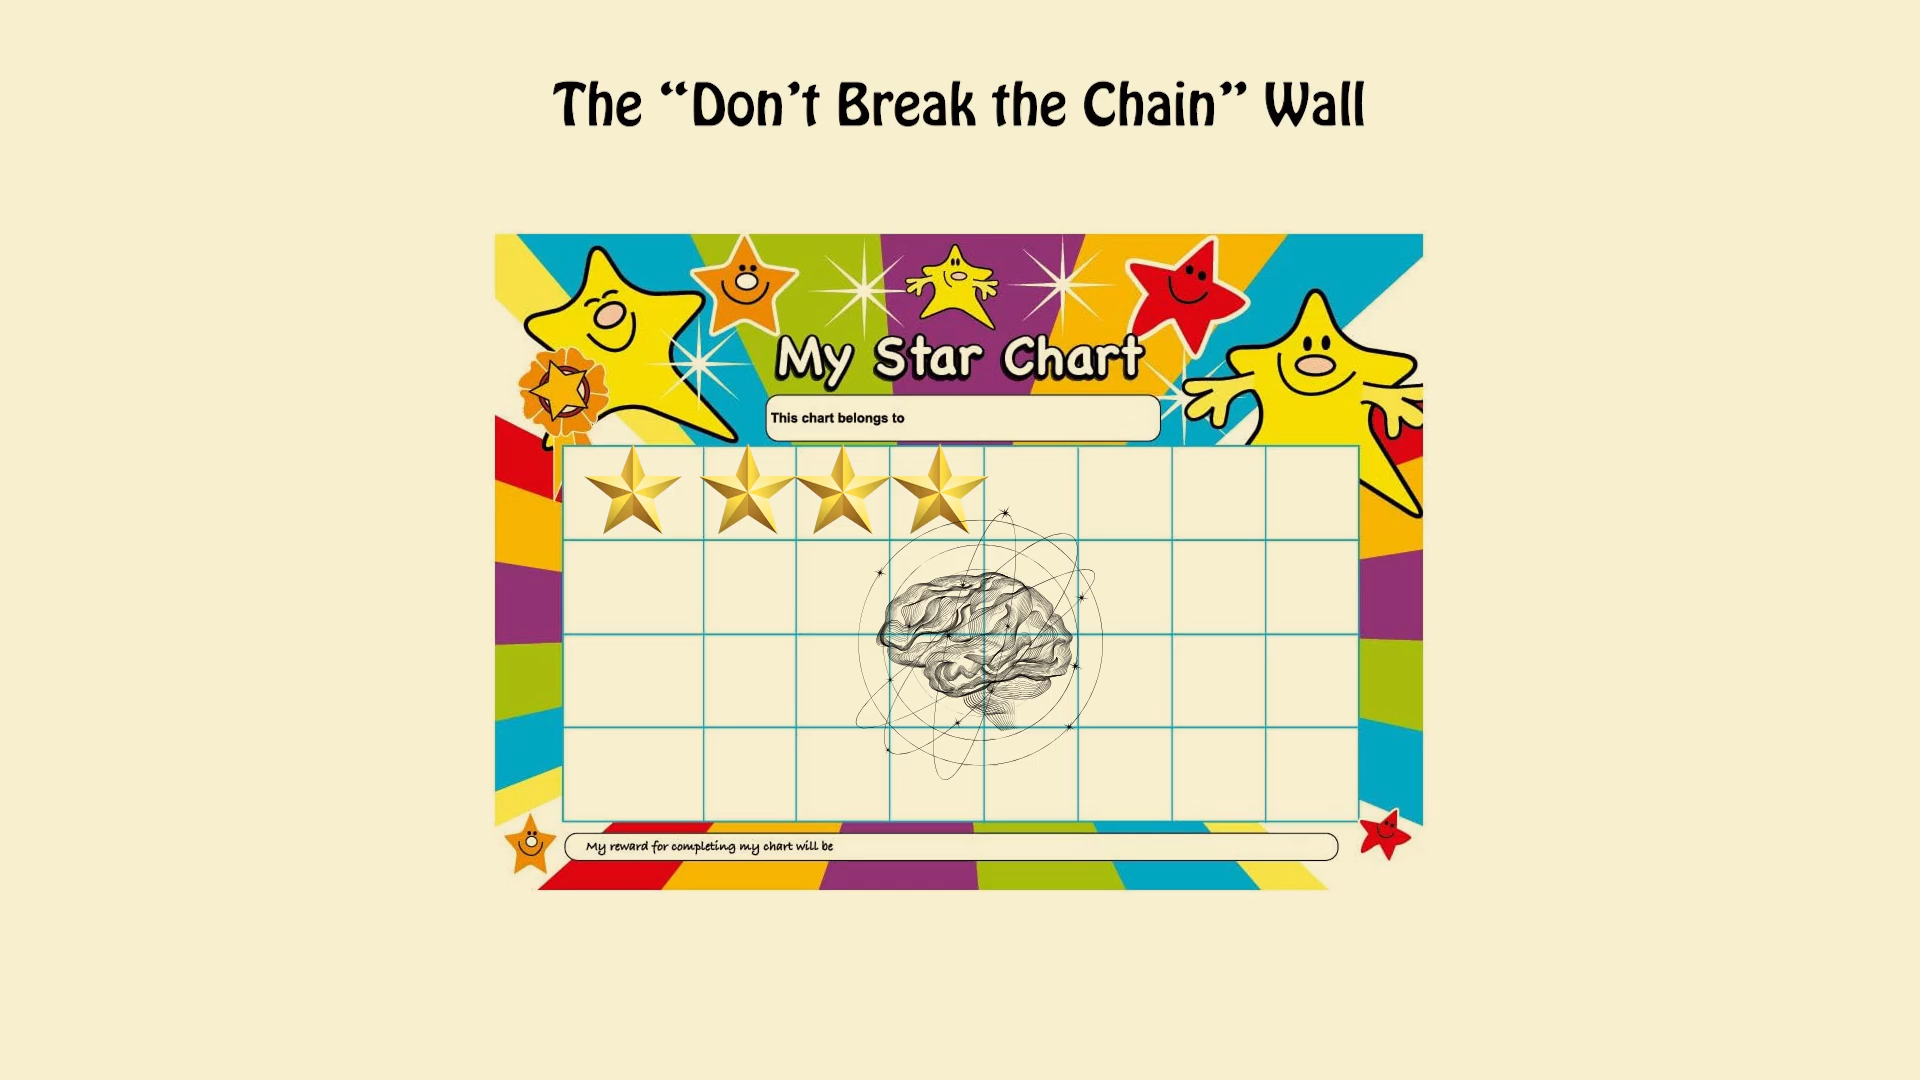 The “Don’t Break the Chain” Wall
My Star Chart
This chart belongs to
My reward for completing my chart will be